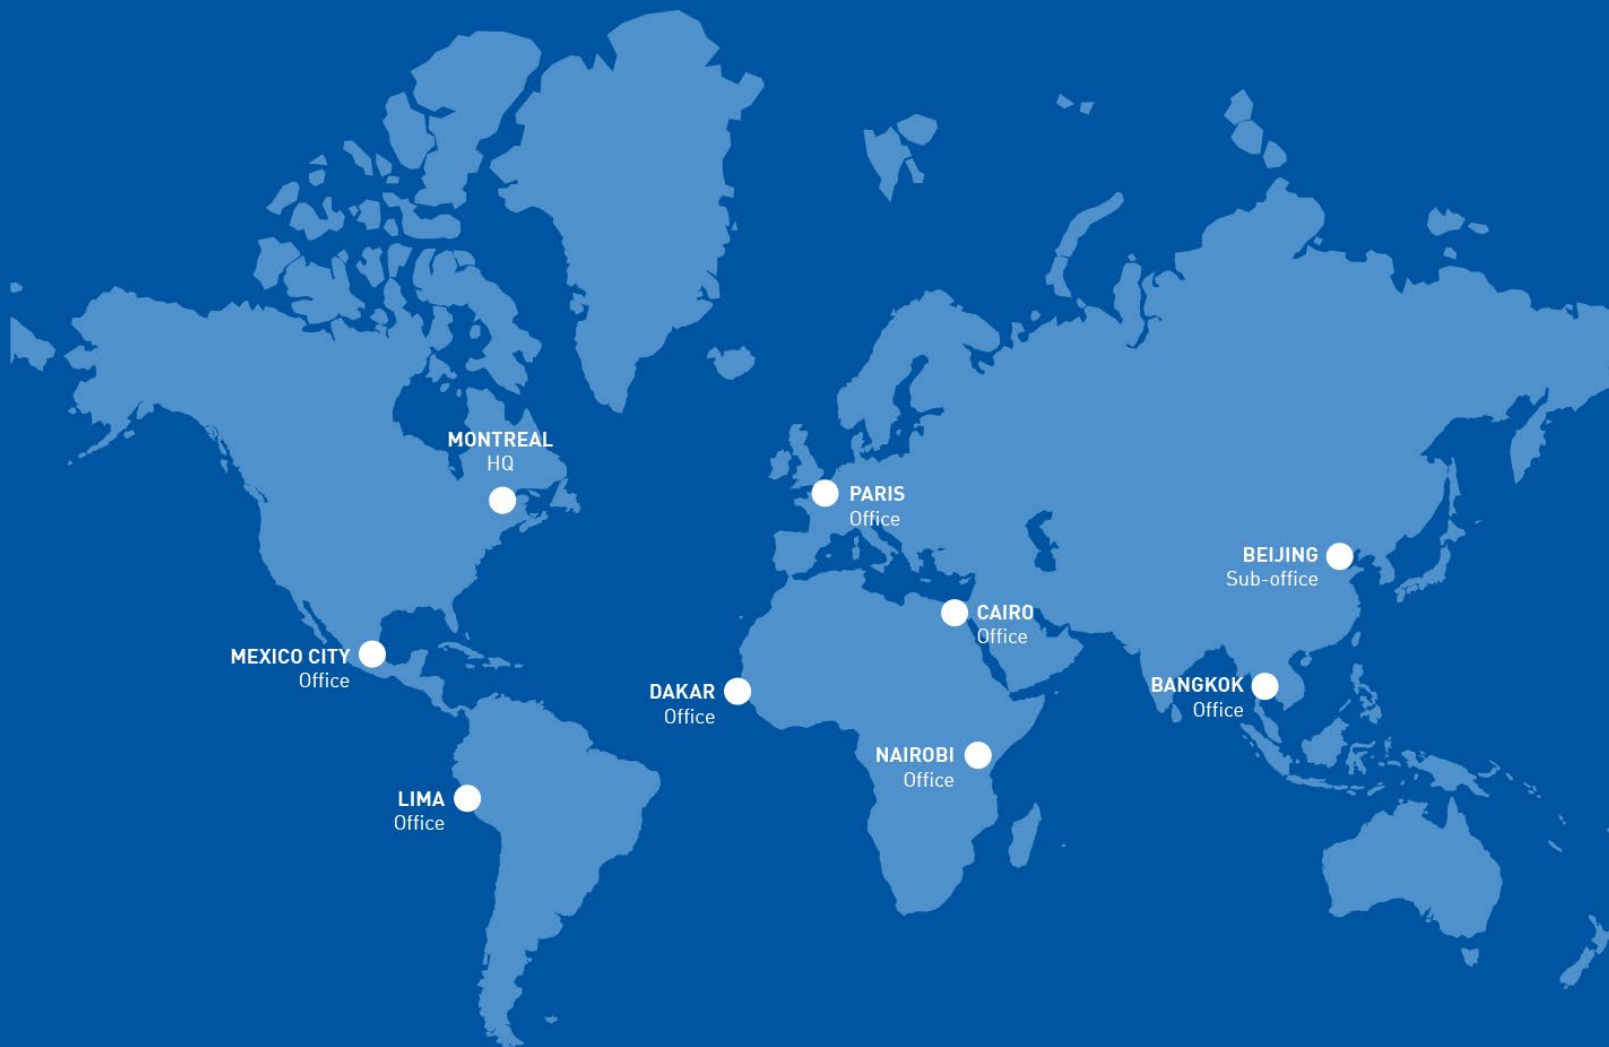 MONTREAL
HQ
PARIS
Office
BEIJING
Sub-office
CAIRO
Office
MEXICO CITY
Office
DAKAR
Office
BANGKOK
Office
NAIROBI
Office
LIMA
Office